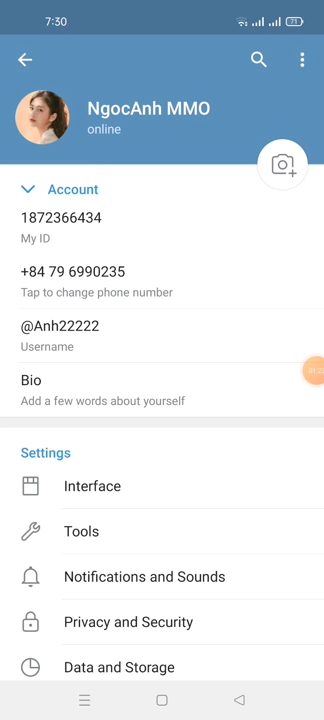 7:30
71
NgocAnh MMO
online
Account
1872366434
My ID
+84 79 6990235
Tap to change phone number
@Anh22222
Username
Bio
Add a few words about yourself
Settings
Interface
Tools
Notifications and Sounds
Privacy and Security
Data and Storage